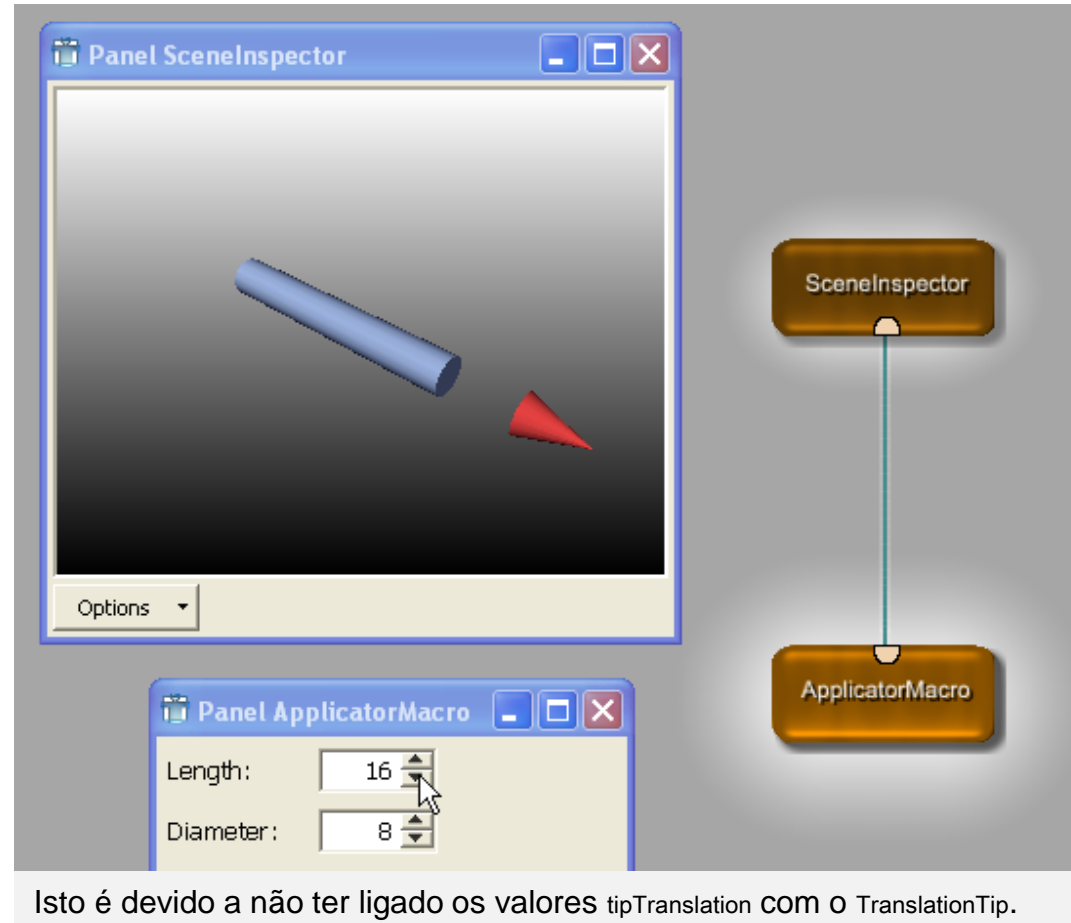 Panel SceneInspector
SceneInspector
Options
ApplicatorMacro
Panel ApplicatorMacro
Length: 16
Diameter: 8
Isto é devido a não ter ligado os valores tipTranslation com o TranslationTip.